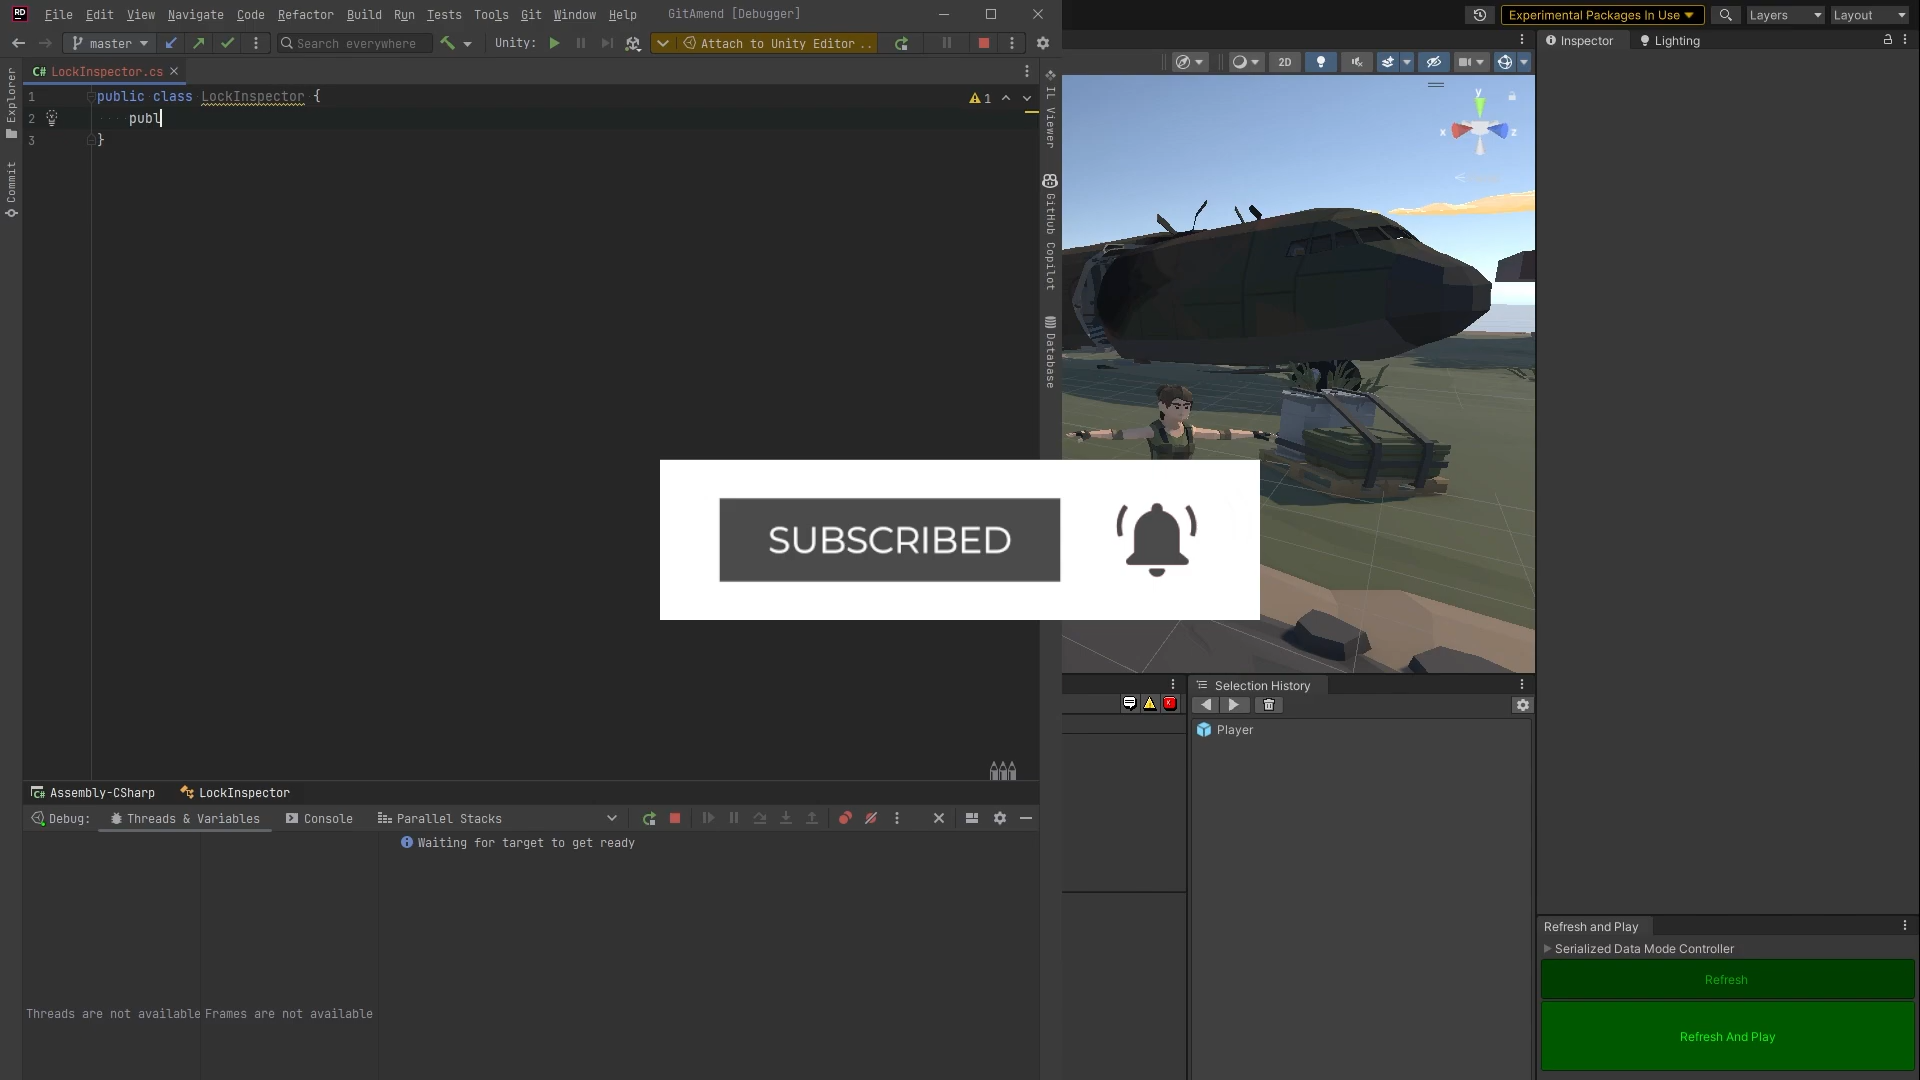 RD File Edit View Navigate Code Refactor Build Run Tests Tools Git Window Help GitAmend [Debugger]
master Search everywhere Unity: Attach to Unity Editor ..
Experimental Packages In Use Layers Layout
C# LockInspector.cs
Inspector Lighting
2D
1 public class LockInspector {
1
2 publ
3 }
Explorer
Commit
IL Viewer
GitHub Copilot
Database
y
x z
SUBSCRIBED
Selection History
Player
C# Assembly-CSharp LockInspector
Debug: Threads & Variables Console Parallel Stacks
Waiting for target to get ready
Threads are not available Frames are not available
Refresh and Play
Serialized Data Mode Controller
Refresh
Refresh And Play